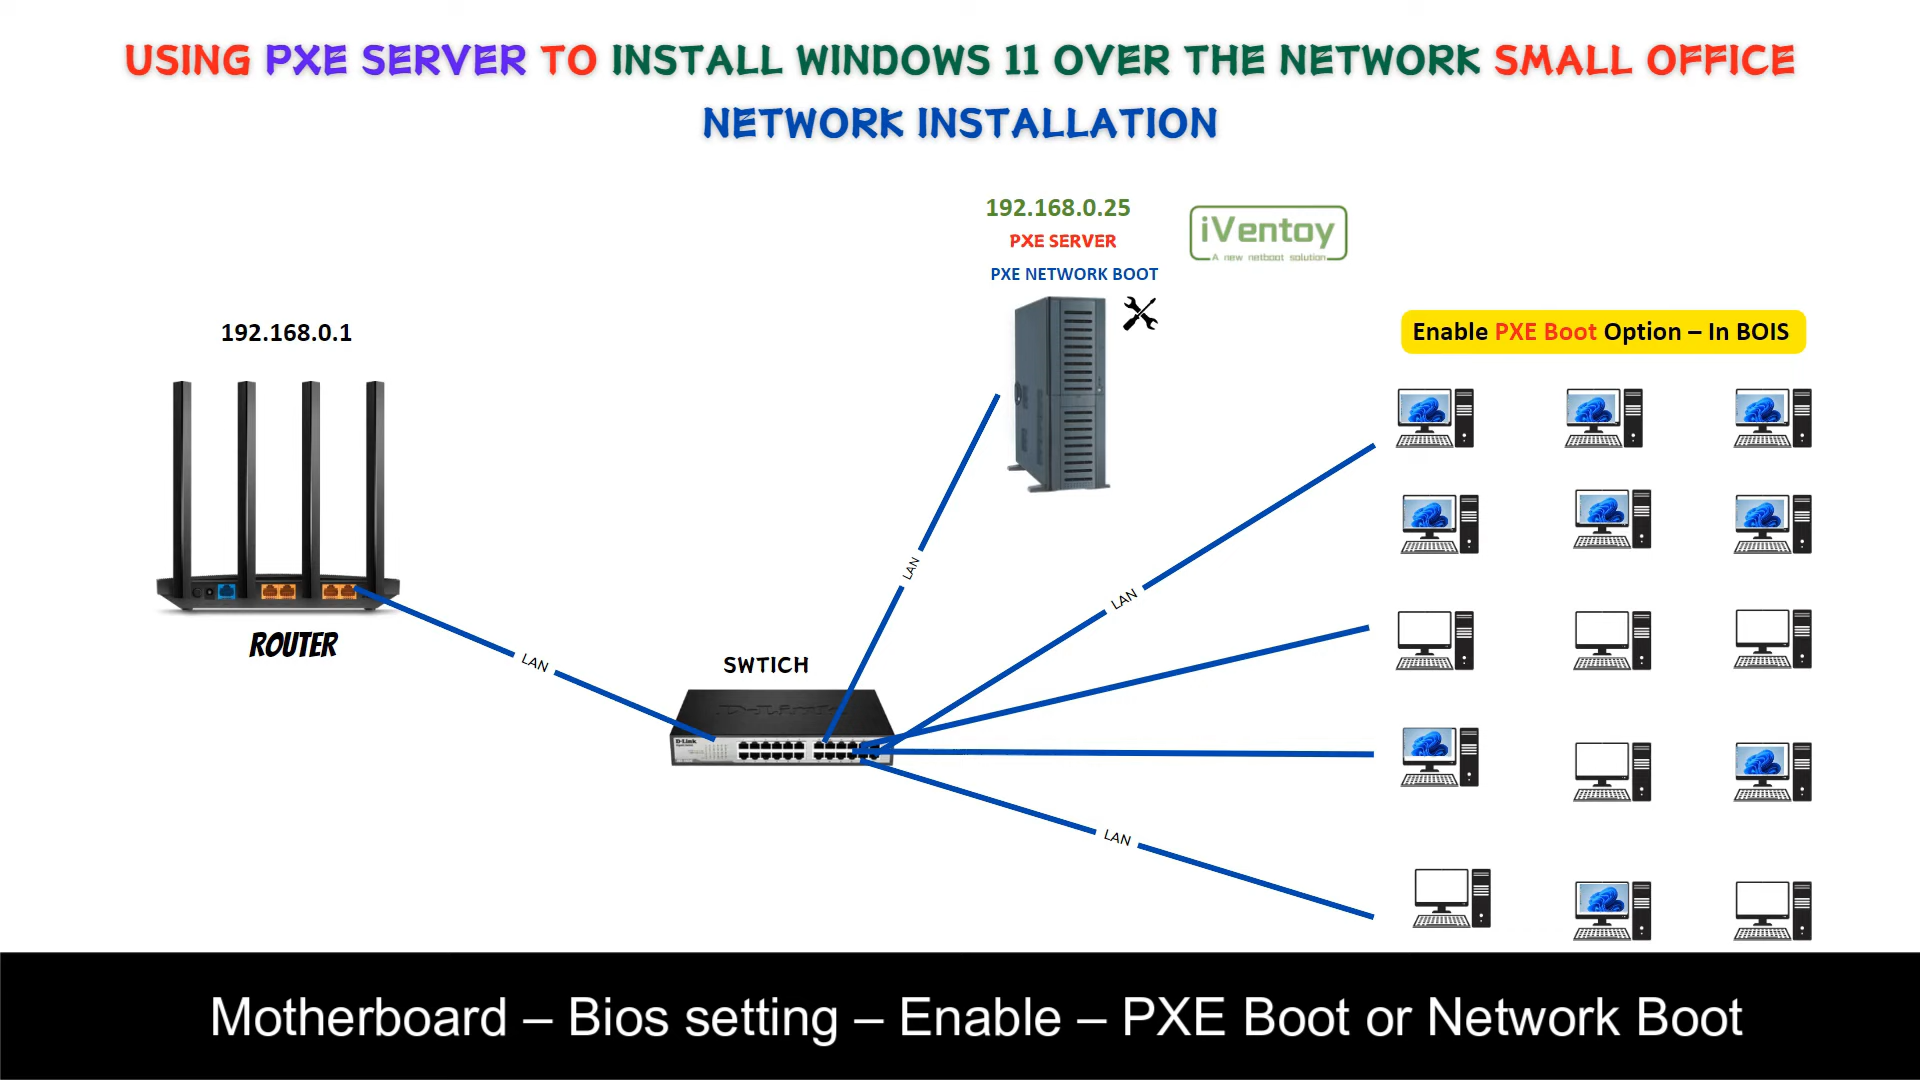 USING PXE SERVER TO INSTALL WINDOWS 11 OVER THE NETWORK SMALL OFFICE
NETWORK INSTALLATION
192.168.0.25
PXE SERVER
PXE NETWORK BOOT
iVentoy
A new netboot solution
192.168.0.1
Enable PXE Boot Option – In BOIS
LAN
LAN
ROUTER
LAN
SWTICH
D-Link
D-Link
LAN
Motherboard – Bios setting – Enable – PXE Boot or Network Boot